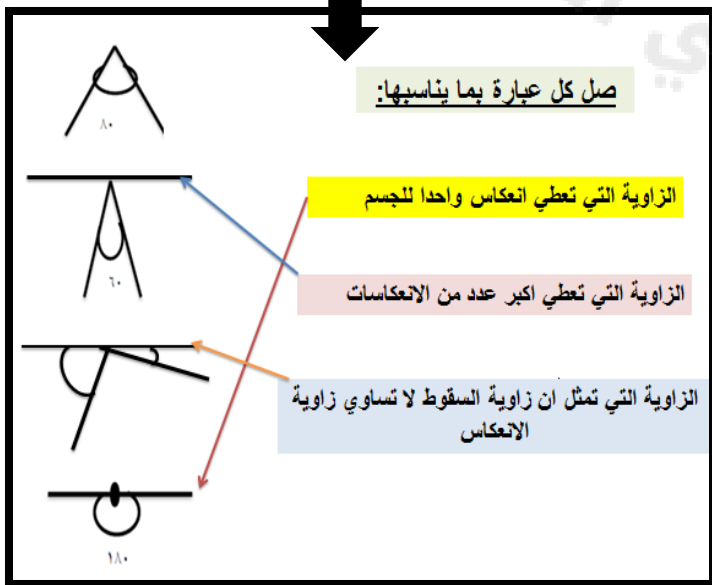 صل كل عبارة بما يناسبها:
٨٠
الزاوية التي تعطي انعكاس واحدا للجسم
٦٠
الزاوية التي تعطي اكبر عدد من الانعكاسات
الزاوية التي تمثل ان زاوية السقوط لا تساوي زاوية
الانعكاس
١٨٠